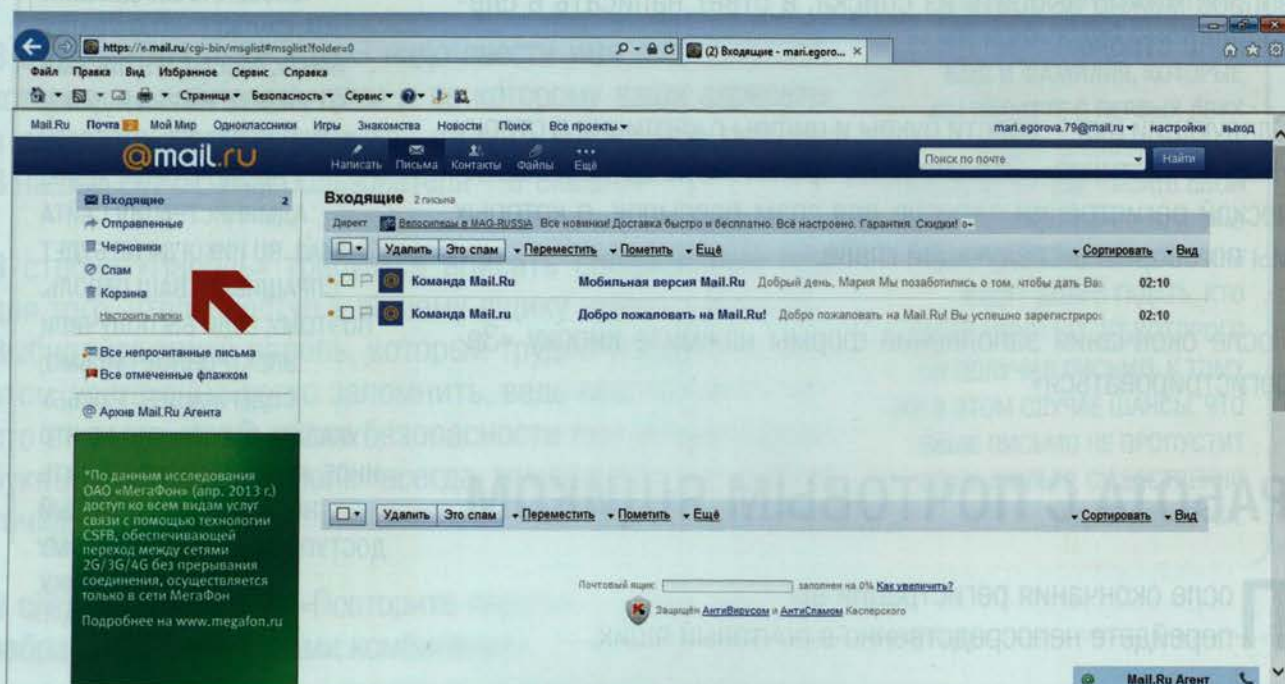 https://e.mail.ru/cgi-bin/msglist#msglist?folder=0
(2) Входящие - mari.egoro... ×
Файл Правка Вид Избранное Сервис Справка
Страница Безопасность Сервис
Mail.Ru Почта Мой Мир Одноклассники Игры Знакомства Новости Поиск Все проекты mari.egorova.79@mail.ru настройки выход
@mail.ru Написать Письма Контакты Файлы Ещё Поиск по почте Найти
Входящие 2
Отправленные
Черновики
Спам
Корзина
Настроить папки
Все непрочитанные письма
Все отмеченные флажком
Архив Mail.Ru Агента
*По данным исследования
ОАО «МегаФон» (апр. 2013 г.)
доступ ко всем видам услуг
связи с помощью технологии
CSFB, обеспечивающей
переход между сетями
2G/3G/4G без прерывания
соединения, осуществляется
только в сети МегаФон
Подробнее на www.megafon.ru
Входящие 2 письма
Директ Велосипеды в MAG-RUSSIA Все новинки! Доставка быстро и бесплатно. Всё настроено. Гарантия. Скидки!
Удалить Это спам Переместить Пометить Ещё Сортировать Вид
Команда Mail.Ru Мобильная версия Mail.Ru Добрый день, Мария Мы позаботились о том, чтобы дать Вам 02:10
Команда Mail.ru Добро пожаловать на Mail.Ru! Добро пожаловать на Mail.Ru! Вы успешно зарегистриро 02:10
Удалить Это спам Переместить Пометить Ещё Сортировать Вид
Почтовый ящик: заполнен на 0% Как увеличить?
Защищён АнтиВирусом и АнтиСпамом Касперского
Mail.Ru Агент